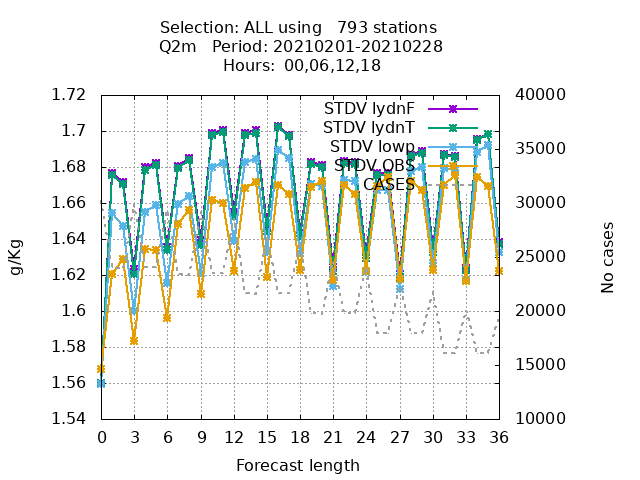 Selection: ALL using   793 stations
Q2m   Period: 20210201-20210228
Hours:  00,06,12,18
STDV lydnF
STDV lydnT
STDV lowp
STDV OBS
CASES
1.72
1.7
1.68
1.66
1.64
1.62
1.6
1.58
1.56
1.54
g/Kg
40000
35000
30000
25000
20000
15000
10000
No cases
0 3 6 9 12 15 18 21 24 27 30 33 36
Forecast length